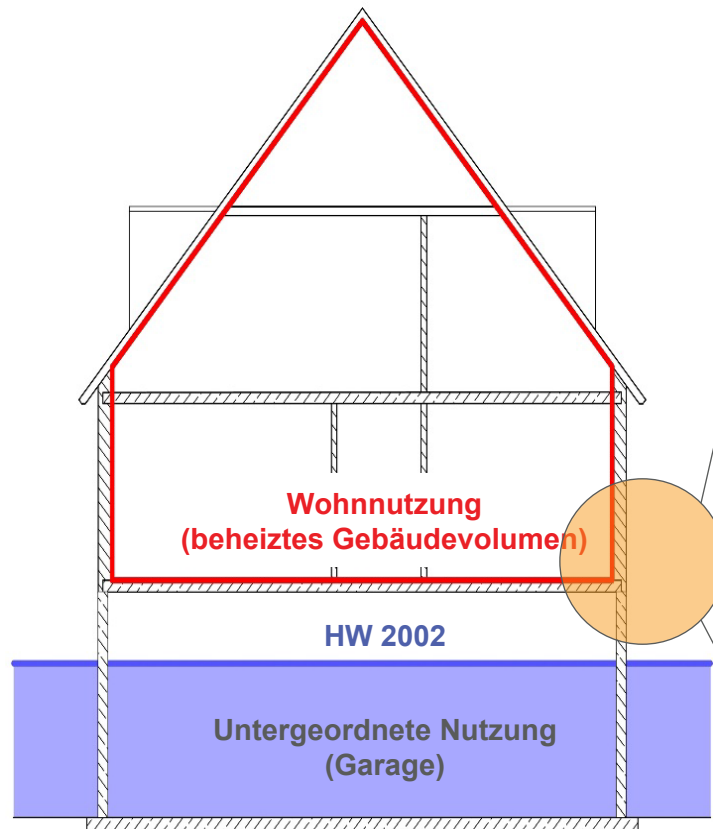 Wohnnutzung
(beheiztes Gebäudevolumen)
HW 2002
Untergeordnete Nutzung
(Garage)